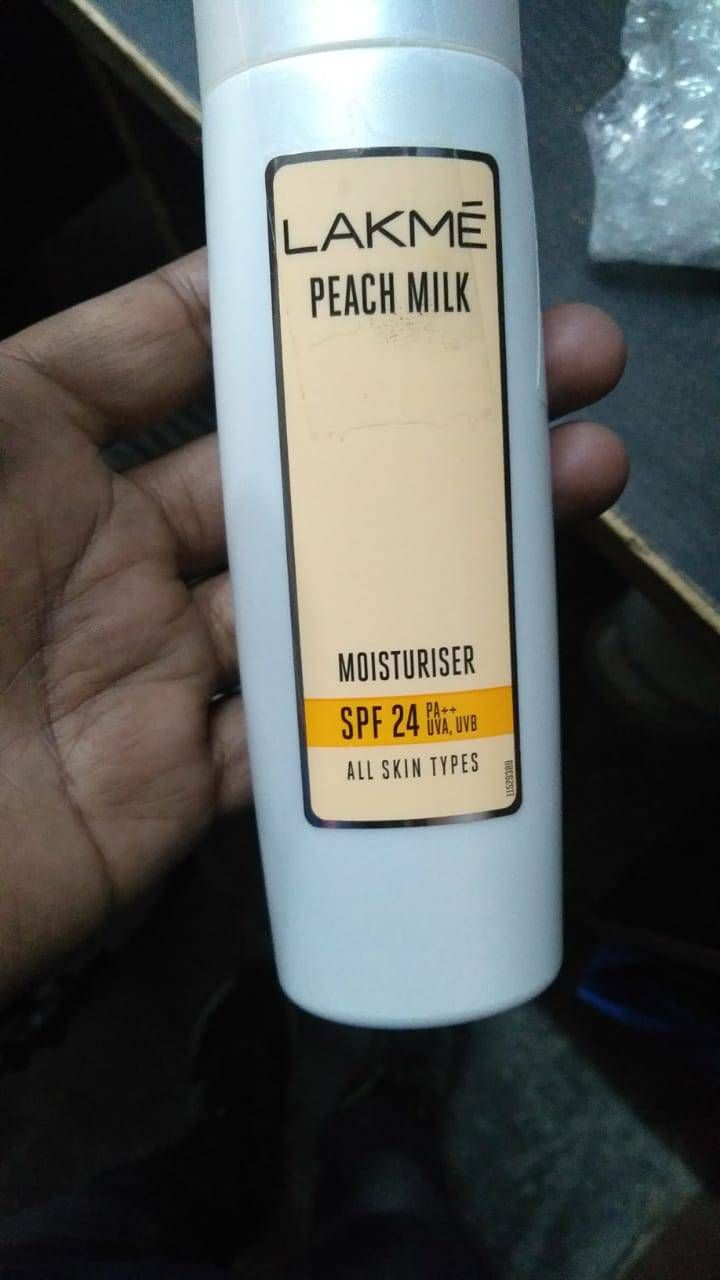 LAKMÉ
PEACH MILK
MOISTURISER
SPF 24 PA++
UVA, UVB
ALL SKIN TYPES